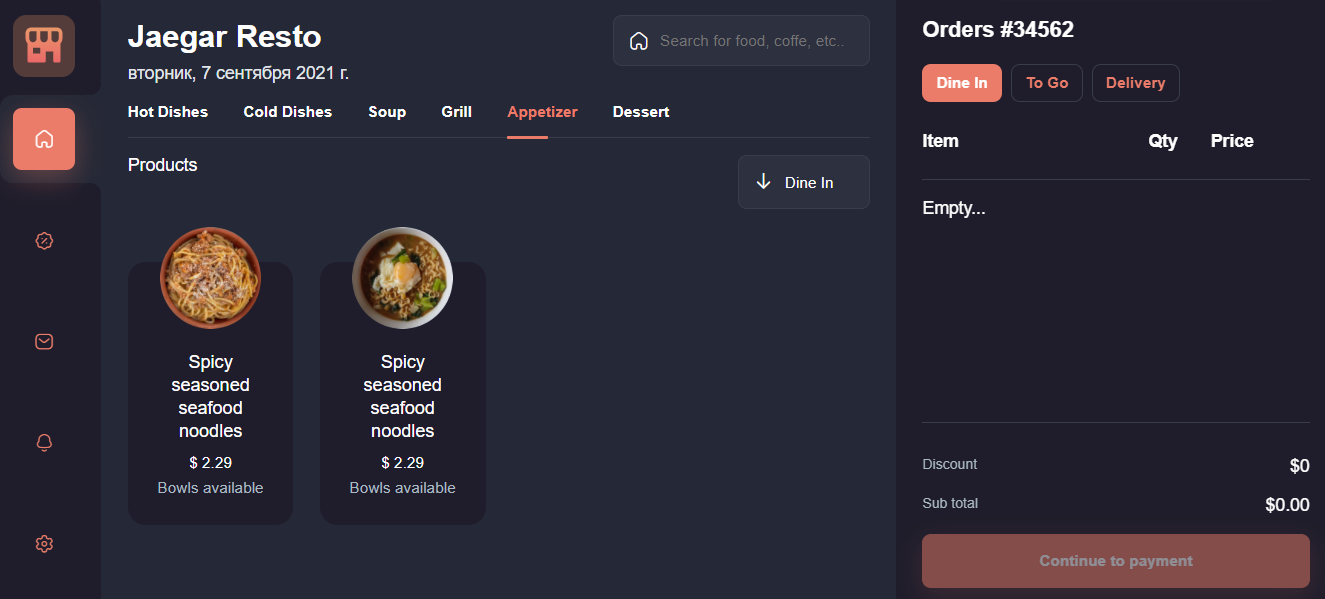 Jaegar Resto
вторник, 7 сентября 2021 г.
Search for food, coffe, etc..
Hot Dishes Cold Dishes Soup Grill Appetizer Dessert
Products
Dine In
Spicy
seasoned
seafood
noodles
$ 2.29
Bowls available
Spicy
seasoned
seafood
noodles
$ 2.29
Bowls available
Orders #34562
Dine In To Go Delivery
Item Qty Price
Empty...
Discount $0
Sub total $0.00
Continue to payment